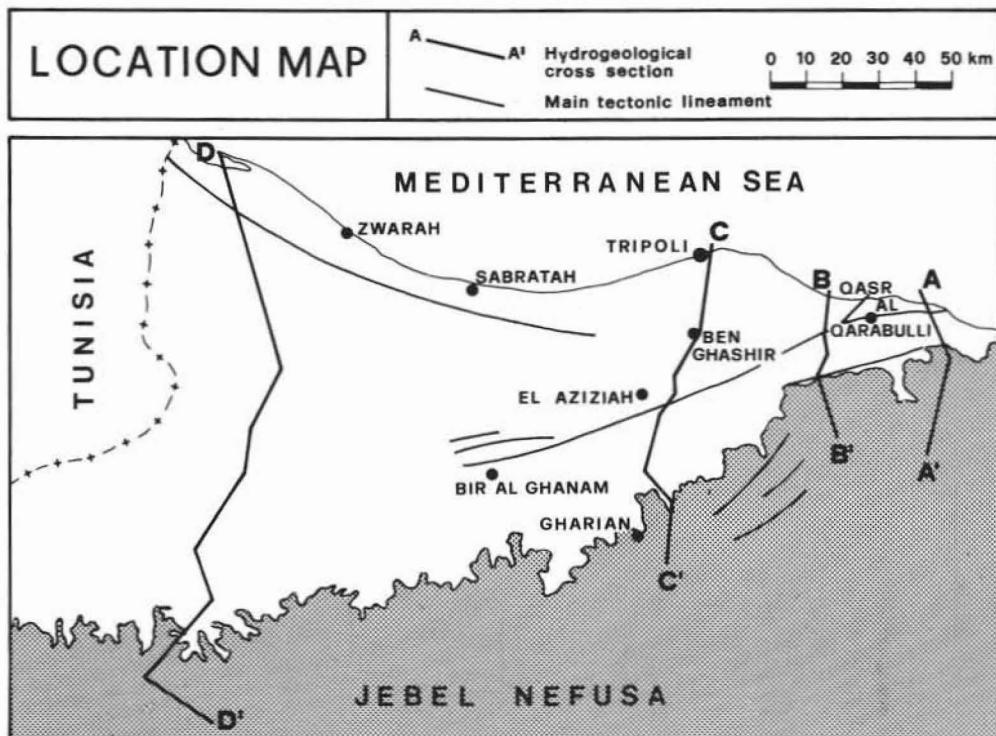 LOCATION MAP
A
A' Hydrogeological
cross section
Main tectonic lineament
0 10 20 30 40 50 km
D
MEDITERRANEAN SEA
ZWARAH
C
TRIPOLI
TUNISIA
SABRATAH
B
QASR
A
AL
QARABULLI
BEN
GHASHIR
EL AZIZIAH
B'
A'
BIR AL GHANAM
GHARIAN
C'
JEBEL NEFUSA
D'